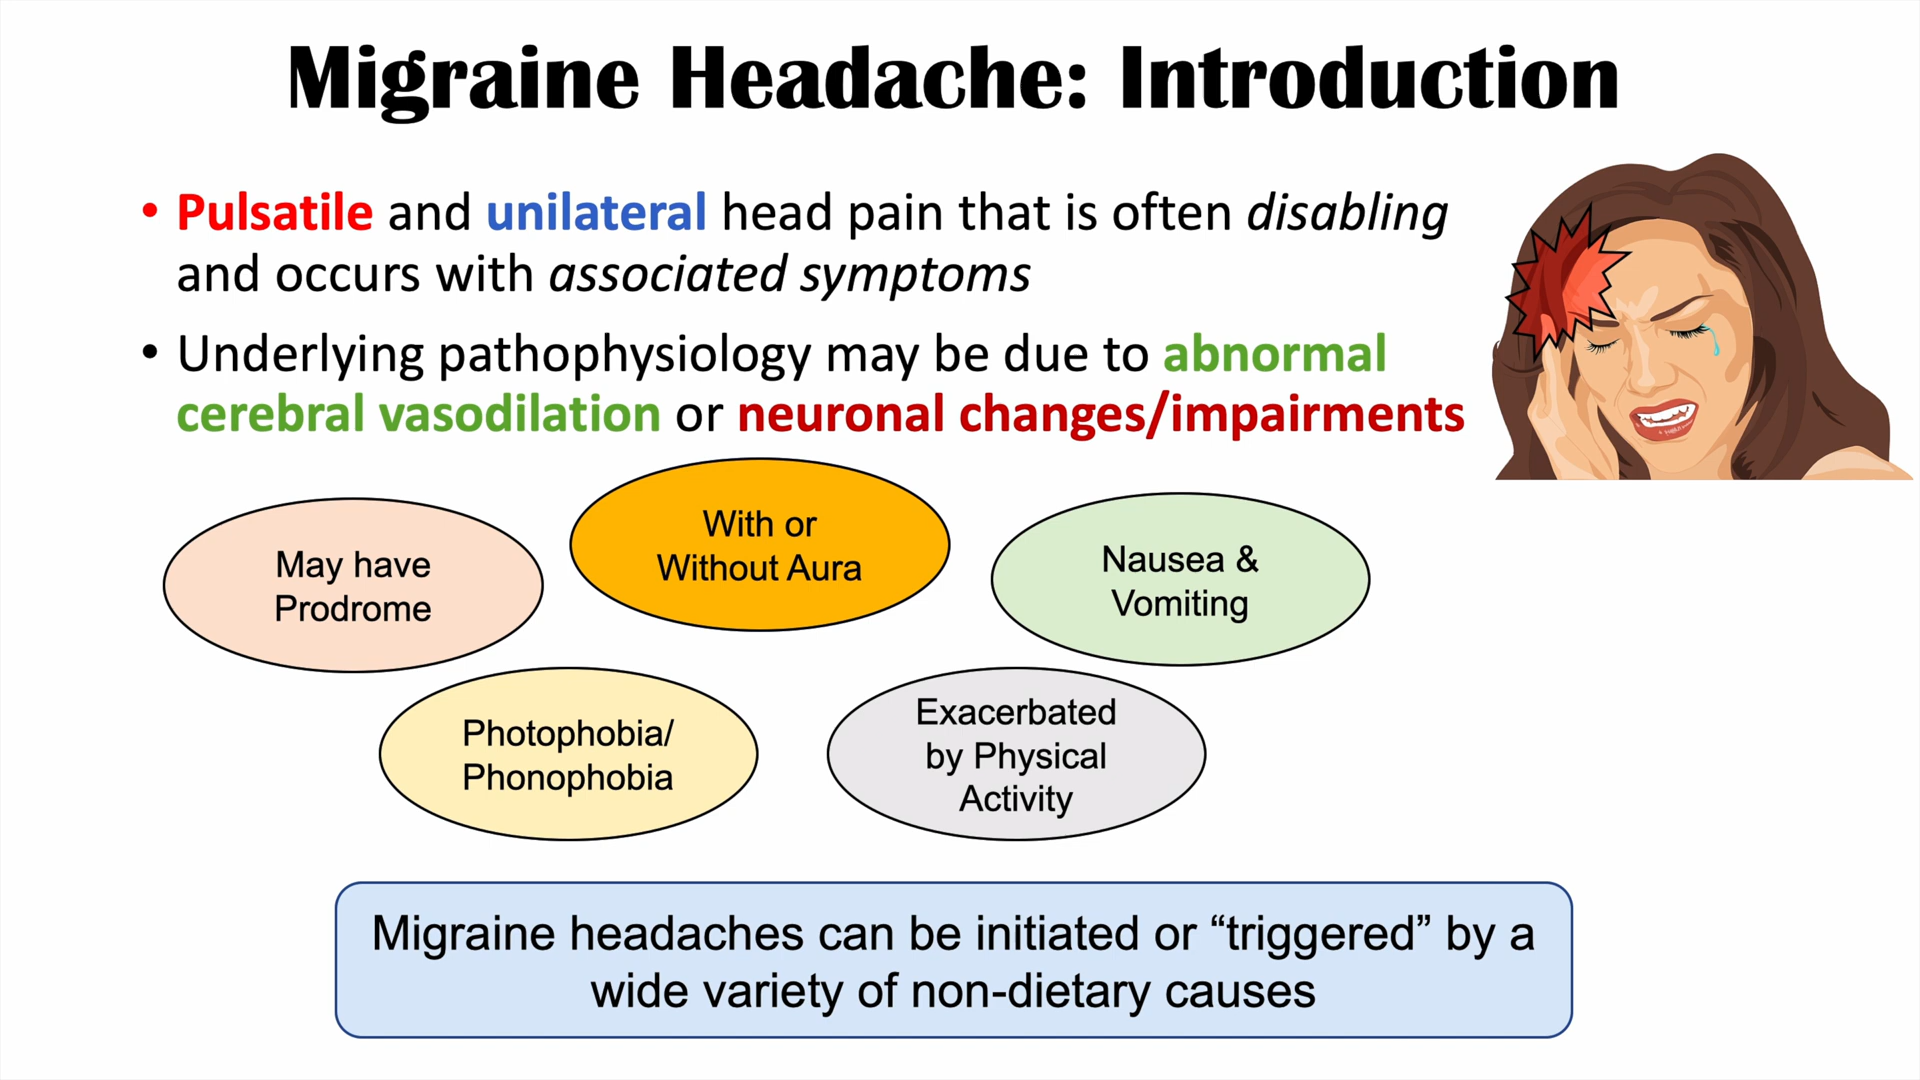 Migraine Headache: Introduction
• Pulsatile and unilateral head pain that is often disabling
and occurs with associated symptoms
• Underlying pathophysiology may be due to abnormal
cerebral vasodilation or neuronal changes/impairments
May have
Prodrome
With or
Without Aura
Nausea &
Vomiting
Photophobia/
Phonophobia
Exacerbated
by Physical
Activity
Migraine headaches can be initiated or “triggered” by a
wide variety of non-dietary causes